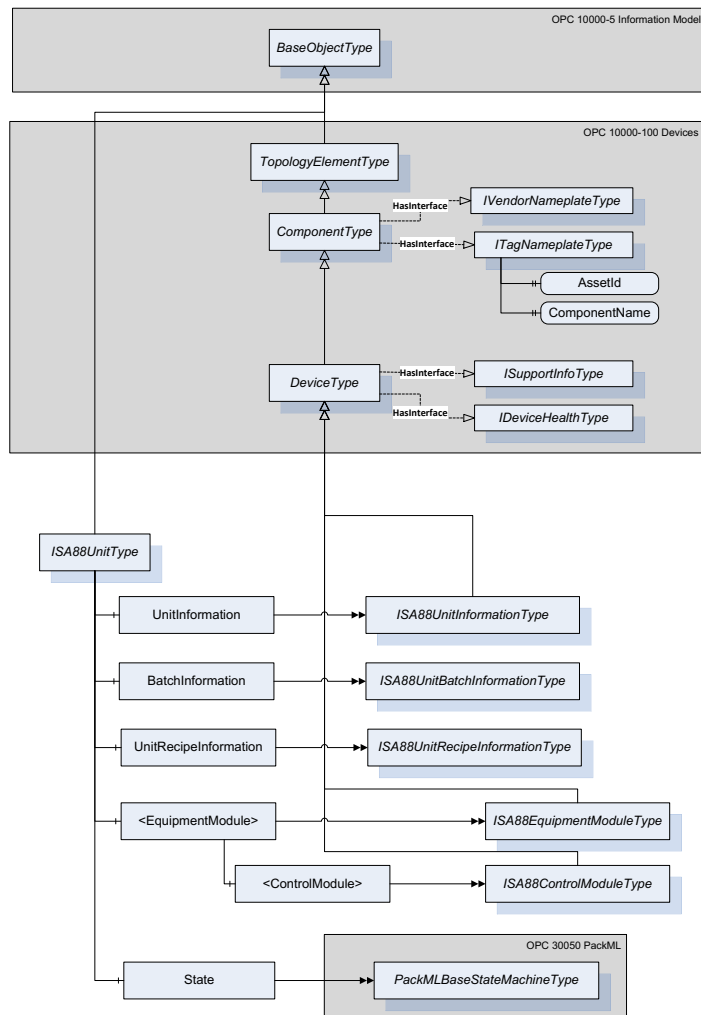 OPC 10000-5 Information Model
BaseObjectType
OPC 10000-100 Devices
TopologyElementType
HasInterface
IVendorNameplateType
ComponentType
HasInterface
ITagNameplateType
AssetId
ComponentName
DeviceType
HasInterface
ISupportInfoType
HasInterface
IDeviceHealthType
ISA88UnitType
UnitInformation
ISA88UnitInformationType
BatchInformation
ISA88UnitBatchInformationType
UnitRecipeInformation
ISA88UnitRecipeInformationType
<EquipmentModule>
ISA88EquipmentModuleType
<ControlModule>
ISA88ControlModuleType
OPC 30050 PackML
State
PackMLBaseStateMachineType